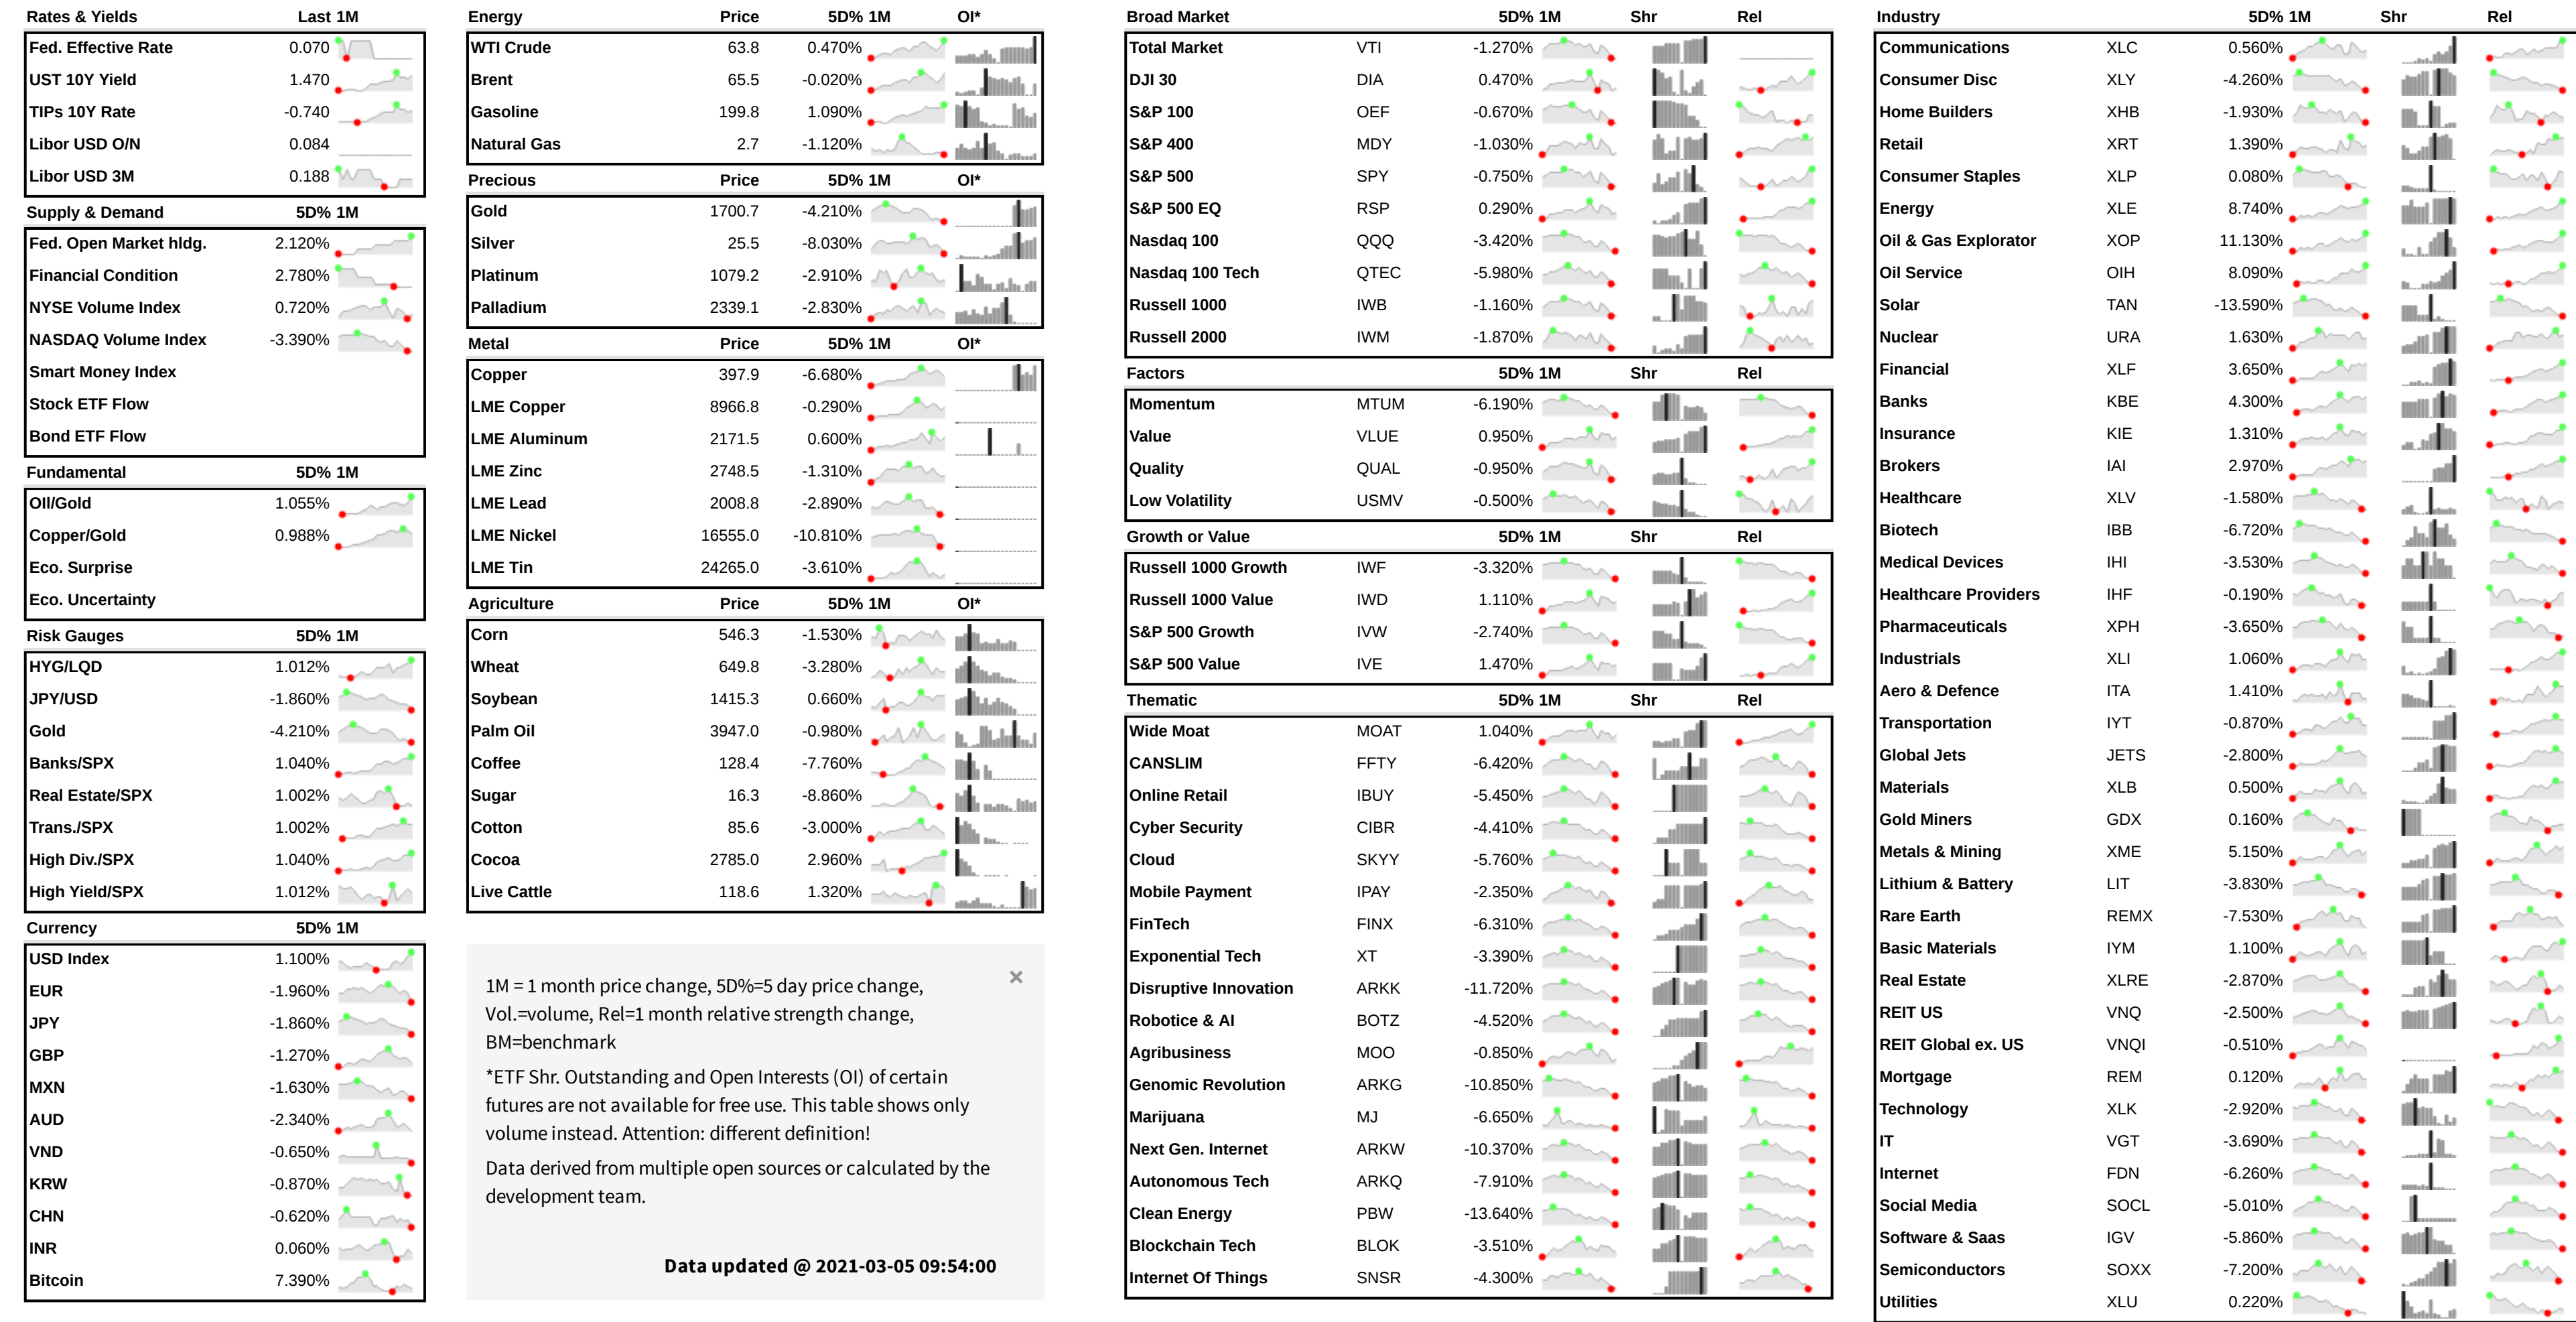 Rates & Yields Last 1M
Fed. Effective Rate 0.070
UST 10Y Yield 1.470
TIPs 10Y Rate -0.740
Libor USD O/N 0.084
Libor USD 3M 0.188
Supply & Demand 5D% 1M
Fed. Open Market hldg. 2.120%
Financial Condition 2.780%
NYSE Volume Index 0.720%
NASDAQ Volume Index -3.390%
Smart Money Index
Stock ETF Flow
Bond ETF Flow
Fundamental 5D% 1M
OIl/Gold 1.055%
Copper/Gold 0.988%
Eco. Surprise
Eco. Uncertainty
Risk Gauges 5D% 1M
HYG/LQD 1.012%
JPY/USD -1.860%
Gold -4.210%
Banks/SPX 1.040%
Real Estate/SPX 1.002%
Trans./SPX 1.002%
High Div./SPX 1.040%
High Yield/SPX 1.012%
Currency 5D% 1M
USD Index 1.100%
EUR -1.960%
JPY -1.860%
GBP -1.270%
MXN -1.630%
AUD -2.340%
VND -0.650%
KRW -0.870%
CHN -0.620%
INR 0.060%
Bitcoin 7.390%
Energy Price 5D% 1M OI*
WTI Crude 63.8 0.470%
Brent 65.5 -0.020%
Gasoline 199.8 1.090%
Natural Gas 2.7 -1.120%
Precious Price 5D% 1M OI*
Gold 1700.7 -4.210%
Silver 25.5 -8.030%
Platinum 1079.2 -2.910%
Palladium 2339.1 -2.830%
Metal Price 5D% 1M OI*
Copper 397.9 -6.680%
LME Copper 8966.8 -0.290%
LME Aluminum 2171.5 0.600%
LME Zinc 2748.5 -1.310%
LME Lead 2008.8 -2.890%
LME Nickel 16555.0 -10.810%
LME Tin 24265.0 -3.610%
Agriculture Price 5D% 1M OI*
Corn 546.3 -1.530%
Wheat 649.8 -3.280%
Soybean 1415.3 0.660%
Palm Oil 3947.0 -0.980%
Coffee 128.4 -7.760%
Sugar 16.3 -8.860%
Cotton 85.6 -3.000%
Cocoa 2785.0 2.960%
Live Cattle 118.6 1.320%
×
1M = 1 month price change, 5D%=5 day price change,
Vol.=volume, Rel=1 month relative strength change,
BM=benchmark
*ETF Shr. Outstanding and Open Interests (OI) of certain
futures are not available for free use. This table shows only
volume instead. Attention: different definition!
Data derived from multiple open sources or calculated by the
development team.
Data updated @ 2021-03-05 09:54:00
Broad Market 5D% 1M Shr Rel
Total Market VTI -1.270%
DJI 30 DIA 0.470%
S&P 100 OEF -0.670%
S&P 400 MDY -1.030%
S&P 500 SPY -0.750%
S&P 500 EQ RSP 0.290%
Nasdaq 100 QQQ -3.420%
Nasdaq 100 Tech QTEC -5.980%
Russell 1000 IWB -1.160%
Russell 2000 IWM -1.870%
Factors 5D% 1M Shr Rel
Momentum MTUM -6.190%
Value VLUE 0.950%
Quality QUAL -0.950%
Low Volatility USMV -0.500%
Growth or Value 5D% 1M Shr Rel
Russell 1000 Growth IWF -3.320%
Russell 1000 Value IWD 1.110%
S&P 500 Growth IVW -2.740%
S&P 500 Value IVE 1.470%
Thematic 5D% 1M Shr Rel
Wide Moat MOAT 1.040%
CANSLIM FFTY -6.420%
Online Retail IBUY -5.450%
Cyber Security CIBR -4.410%
Cloud SKYY -5.760%
Mobile Payment IPAY -2.350%
FinTech FINX -6.310%
Exponential Tech XT -3.390%
Disruptive Innovation ARKK -11.720%
Robotice & AI BOTZ -4.520%
Agribusiness MOO -0.850%
Genomic Revolution ARKG -10.850%
Marijuana MJ -6.650%
Next Gen. Internet ARKW -10.370%
Autonomous Tech ARKQ -7.910%
Clean Energy PBW -13.640%
Blockchain Tech BLOK -3.510%
Internet Of Things SNSR -4.300%
Industry 5D% 1M Shr Rel
Communications XLC 0.560%
Consumer Disc XLY -4.260%
Home Builders XHB -1.930%
Retail XRT 1.390%
Consumer Staples XLP 0.080%
Energy XLE 8.740%
Oil & Gas Explorator XOP 11.130%
Oil Service OIH 8.090%
Solar TAN -13.590%
Nuclear URA 1.630%
Financial XLF 3.650%
Banks KBE 4.300%
Insurance KIE 1.310%
Brokers IAI 2.970%
Healthcare XLV -1.580%
Biotech IBB -6.720%
Medical Devices IHI -3.530%
Healthcare Providers IHF -0.190%
Pharmaceuticals XPH -3.650%
Industrials XLI 1.060%
Aero & Defence ITA 1.410%
Transportation IYT -0.870%
Global Jets JETS -2.800%
Materials XLB 0.500%
Gold Miners GDX 0.160%
Metals & Mining XME 5.150%
Lithium & Battery LIT -3.830%
Rare Earth REMX -7.530%
Basic Materials IYM 1.100%
Real Estate XLRE -2.870%
REIT US VNQ -2.500%
REIT Global ex. US VNQI -0.510%
Mortgage REM 0.120%
Technology XLK -2.920%
IT VGT -3.690%
Internet FDN -6.260%
Social Media SOCL -5.010%
Software & Saas IGV -5.860%
Semiconductors SOXX -7.200%
Utilities XLU 0.220%